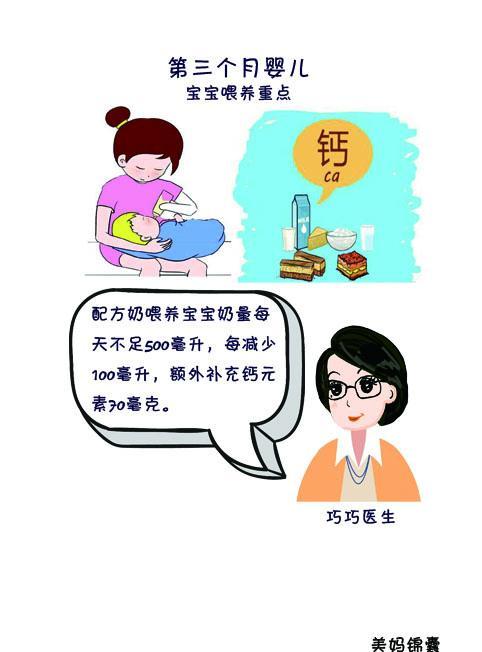 第三个月婴儿
宝宝喂养重点
钙
ca
MILK
配方奶喂养宝宝奶量每
天不足500毫升，每减少
100毫升，额外补充钙元
素70毫克。
巧巧医生
美妈锦囊